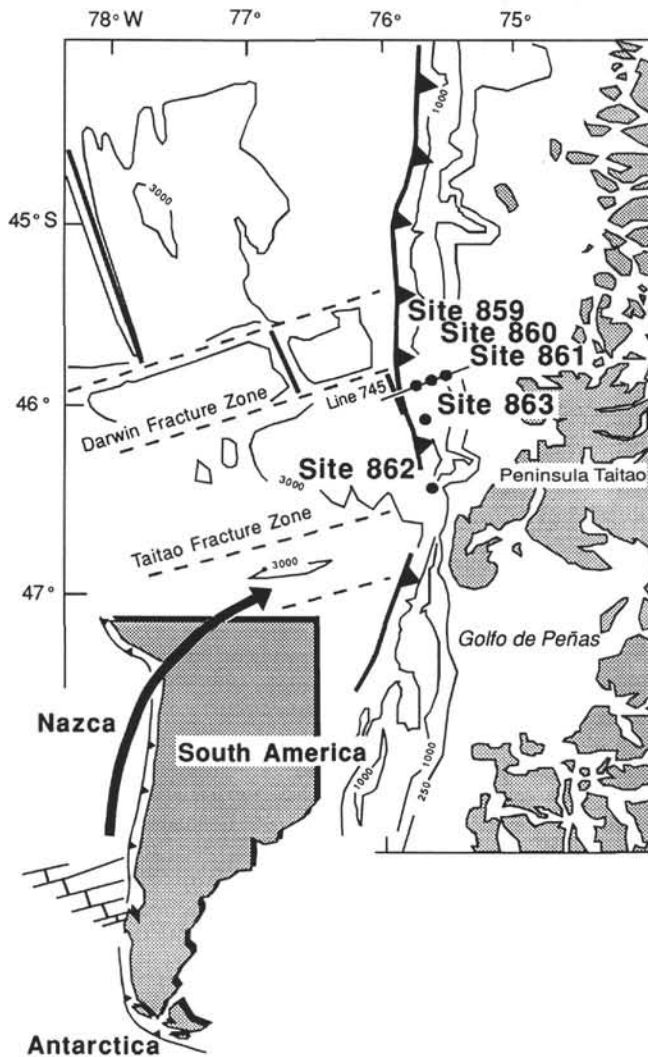 78° W
77°
76°
75°
1000
3000
45° S
Site 859
Site 860
Site 861
Line 745
46°
Site 863
Darwin Fracture Zone
Site 862
3000
Peninsula Taitao
Taitao Fracture Zone
3000
47°
Golfo de Peñas
Nazca
South America
1000
1000
250
Antarctica